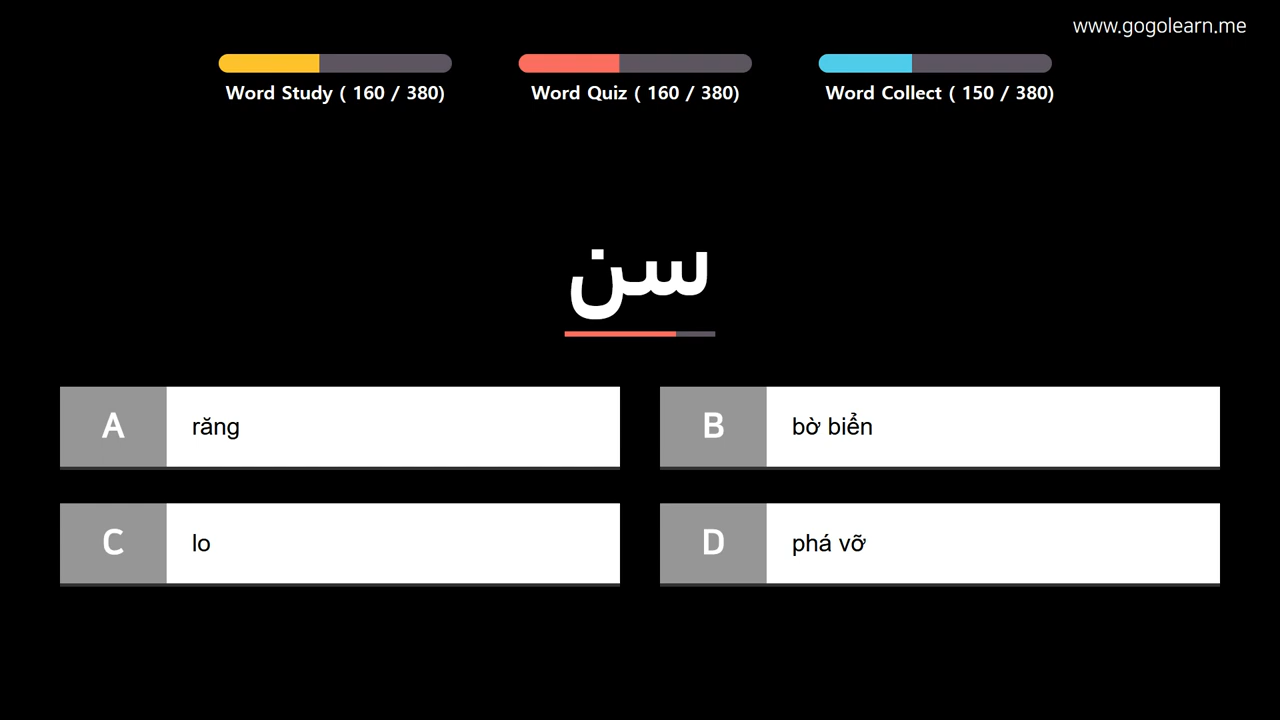 www.gogolearn.me
Word Study ( 160 / 380)
Word Quiz ( 160 / 380)
Word Collect ( 150 / 380)
سن
A răng
B bờ biển
C lo
D phá vỡ